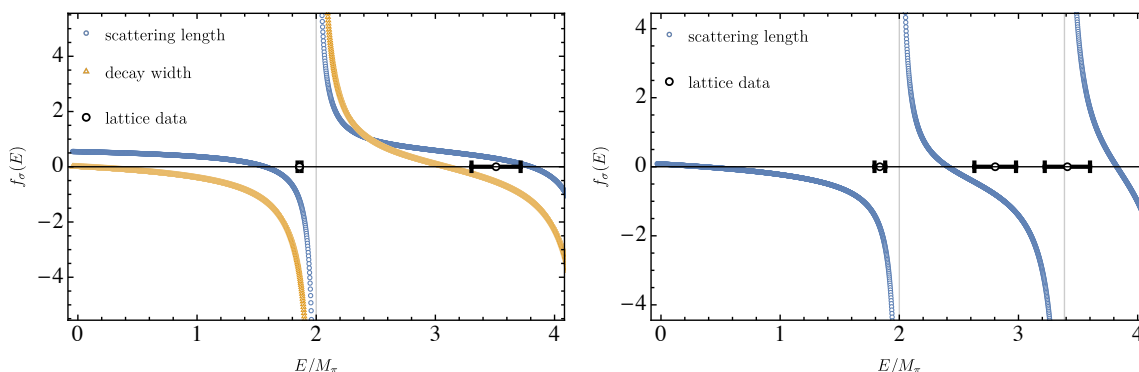 scattering length
decay width
lattice data
f_σ(E)
4
2
0
−2
−4
0
1
2
3
4
E/M_π
scattering length
lattice data
f_σ(E)
4
2
0
−2
−4
0
1
2
3
4
E/M_π